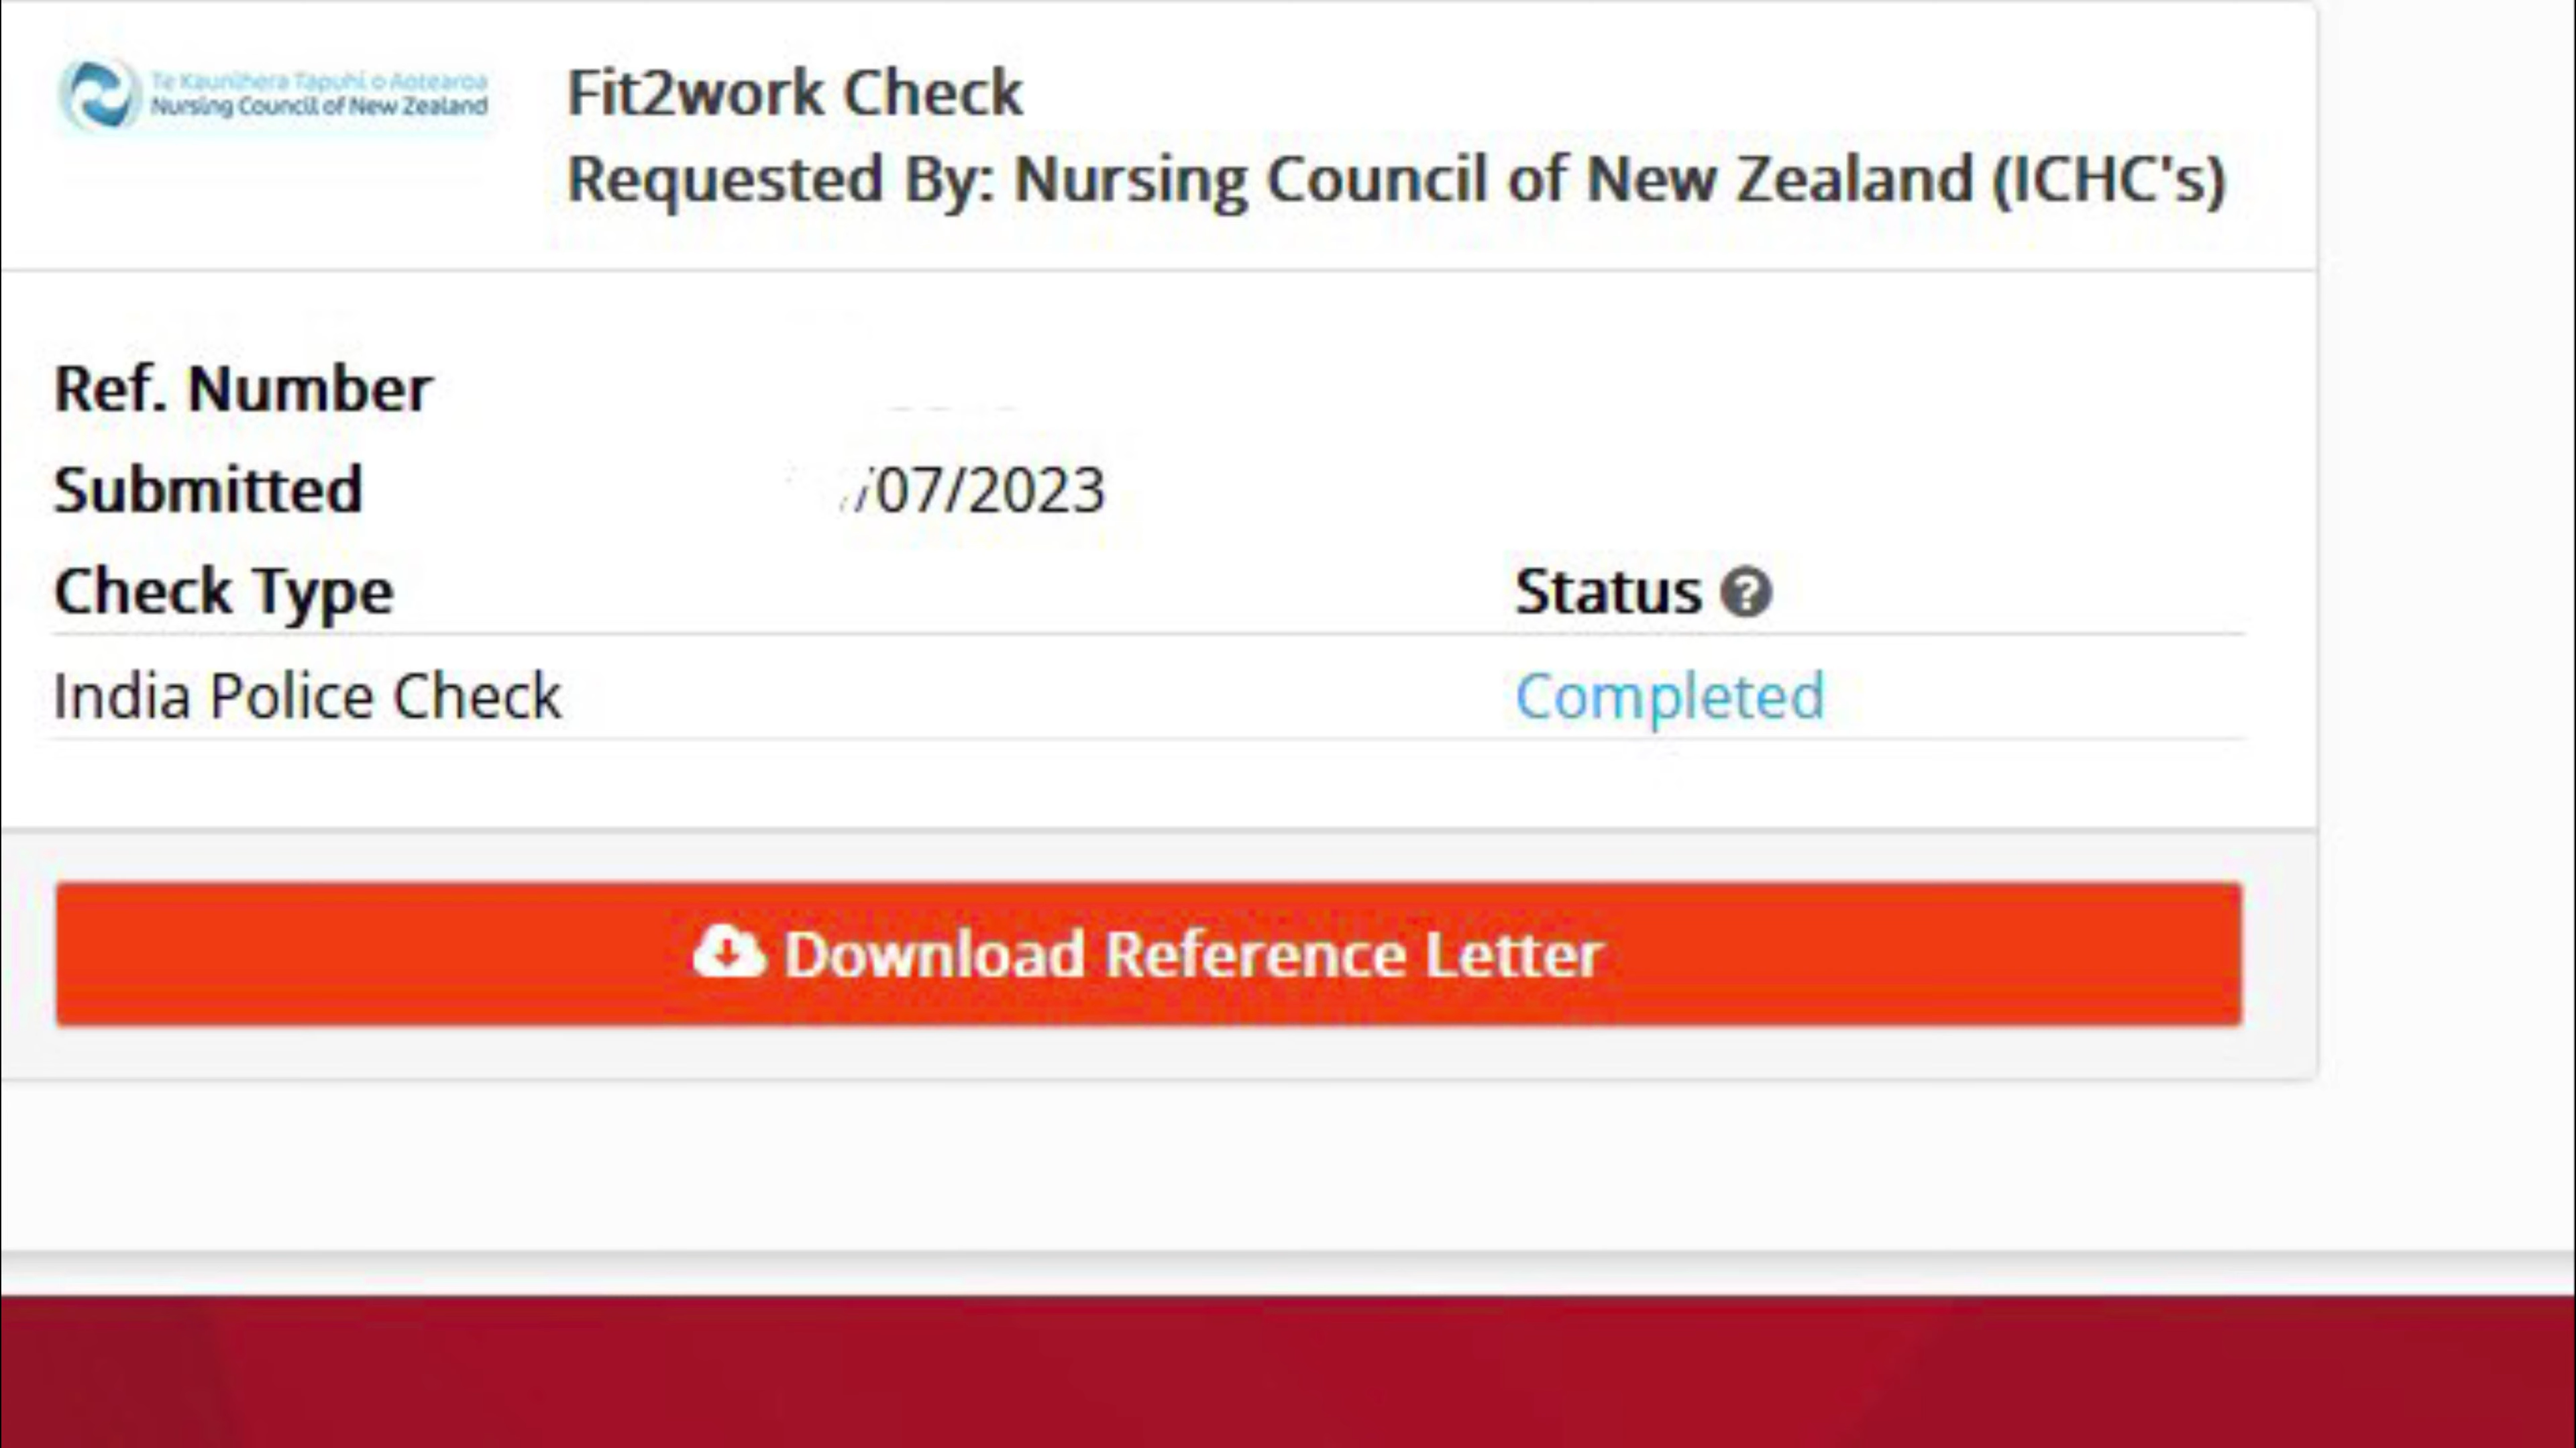 Te Kaunihera Tapuhi o Aotearoa
Nursing Council of New Zealand
Fit2work Check
Requested By: Nursing Council of New Zealand (ICHC's)
Ref. Number
Submitted /07/2023
Check Type Status
India Police Check Completed
Download Reference Letter